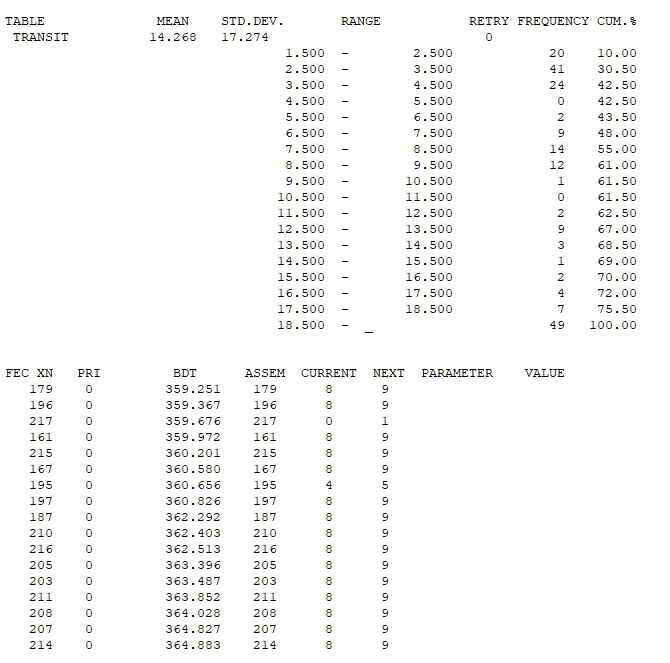 TABLE MEAN STD.DEV. RANGE RETRY FREQUENCY CUM.%
TRANSIT 14.268 17.274 0
1.500 - 2.500 20 10.00
2.500 - 3.500 41 30.50
3.500 - 4.500 24 42.50
4.500 - 5.500 0 42.50
5.500 - 6.500 2 43.50
6.500 - 7.500 9 48.00
7.500 - 8.500 14 55.00
8.500 - 9.500 12 61.00
9.500 - 10.500 1 61.50
10.500 - 11.500 0 61.50
11.500 - 12.500 2 62.50
12.500 - 13.500 9 67.00
13.500 - 14.500 3 68.50
14.500 - 15.500 1 69.00
15.500 - 16.500 2 70.00
16.500 - 17.500 4 72.00
17.500 - 18.500 7 75.50
18.500 - _ 49 100.00
FEC XN PRI BDT ASSEM CURRENT NEXT PARAMETER VALUE
179 0 359.251 179 8 9
196 0 359.367 196 8 9
217 0 359.676 217 0 1
161 0 359.972 161 8 9
215 0 360.201 215 8 9
167 0 360.580 167 8 9
195 0 360.656 195 4 5
197 0 360.826 197 8 9
187 0 362.292 187 8 9
210 0 362.403 210 8 9
216 0 362.513 216 8 9
205 0 363.396 205 8 9
203 0 363.487 203 8 9
211 0 363.852 211 8 9
208 0 364.028 208 8 9
207 0 364.827 207 8 9
214 0 364.883 214 8 9